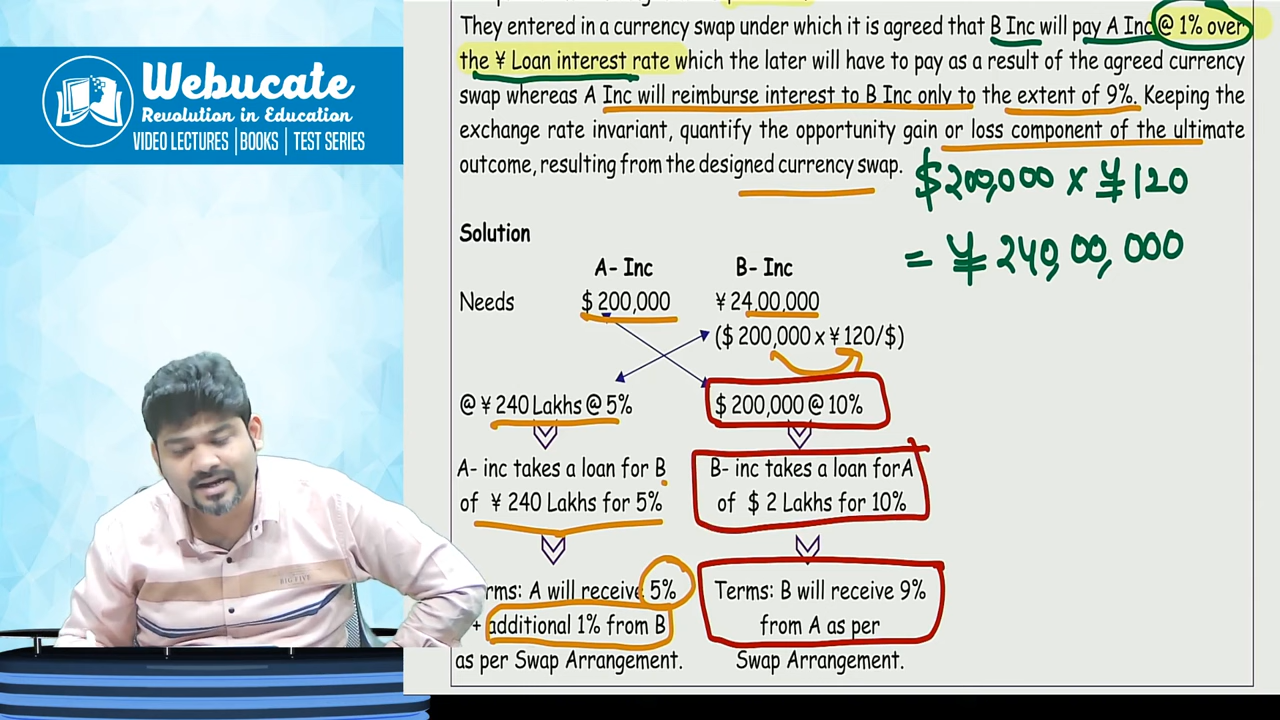 Webucate
Revolution in Education
VIDEO LECTURES | BOOKS | TEST SERIES
They entered in a currency swap under which it is agreed that B Inc will pay A Inc @ 1% over
the ¥ Loan interest rate which the later will have to pay as a result of the agreed currency
swap whereas A Inc will reimburse interest to B Inc only to the extent of 9%. Keeping the
exchange rate invariant, quantify the opportunity gain or loss component of the ultimate
outcome, resulting from the designed currency swap.
$200,000 x ¥120
= ¥240,00,000
Solution
A- Inc B- Inc
Needs $ 200,000 ¥ 24,00,000
($ 200,000 x ¥ 120/$)
@ ¥ 240 Lakhs @ 5% $ 200,000 @ 10%
A- inc takes a loan for B B- inc takes a loan for A
of ¥ 240 Lakhs for 5% of $ 2 Lakhs for 10%
rms: A will receive 5% Terms: B will receive 9%
+ additional 1% from B from A as per
as per Swap Arrangement. Swap Arrangement.